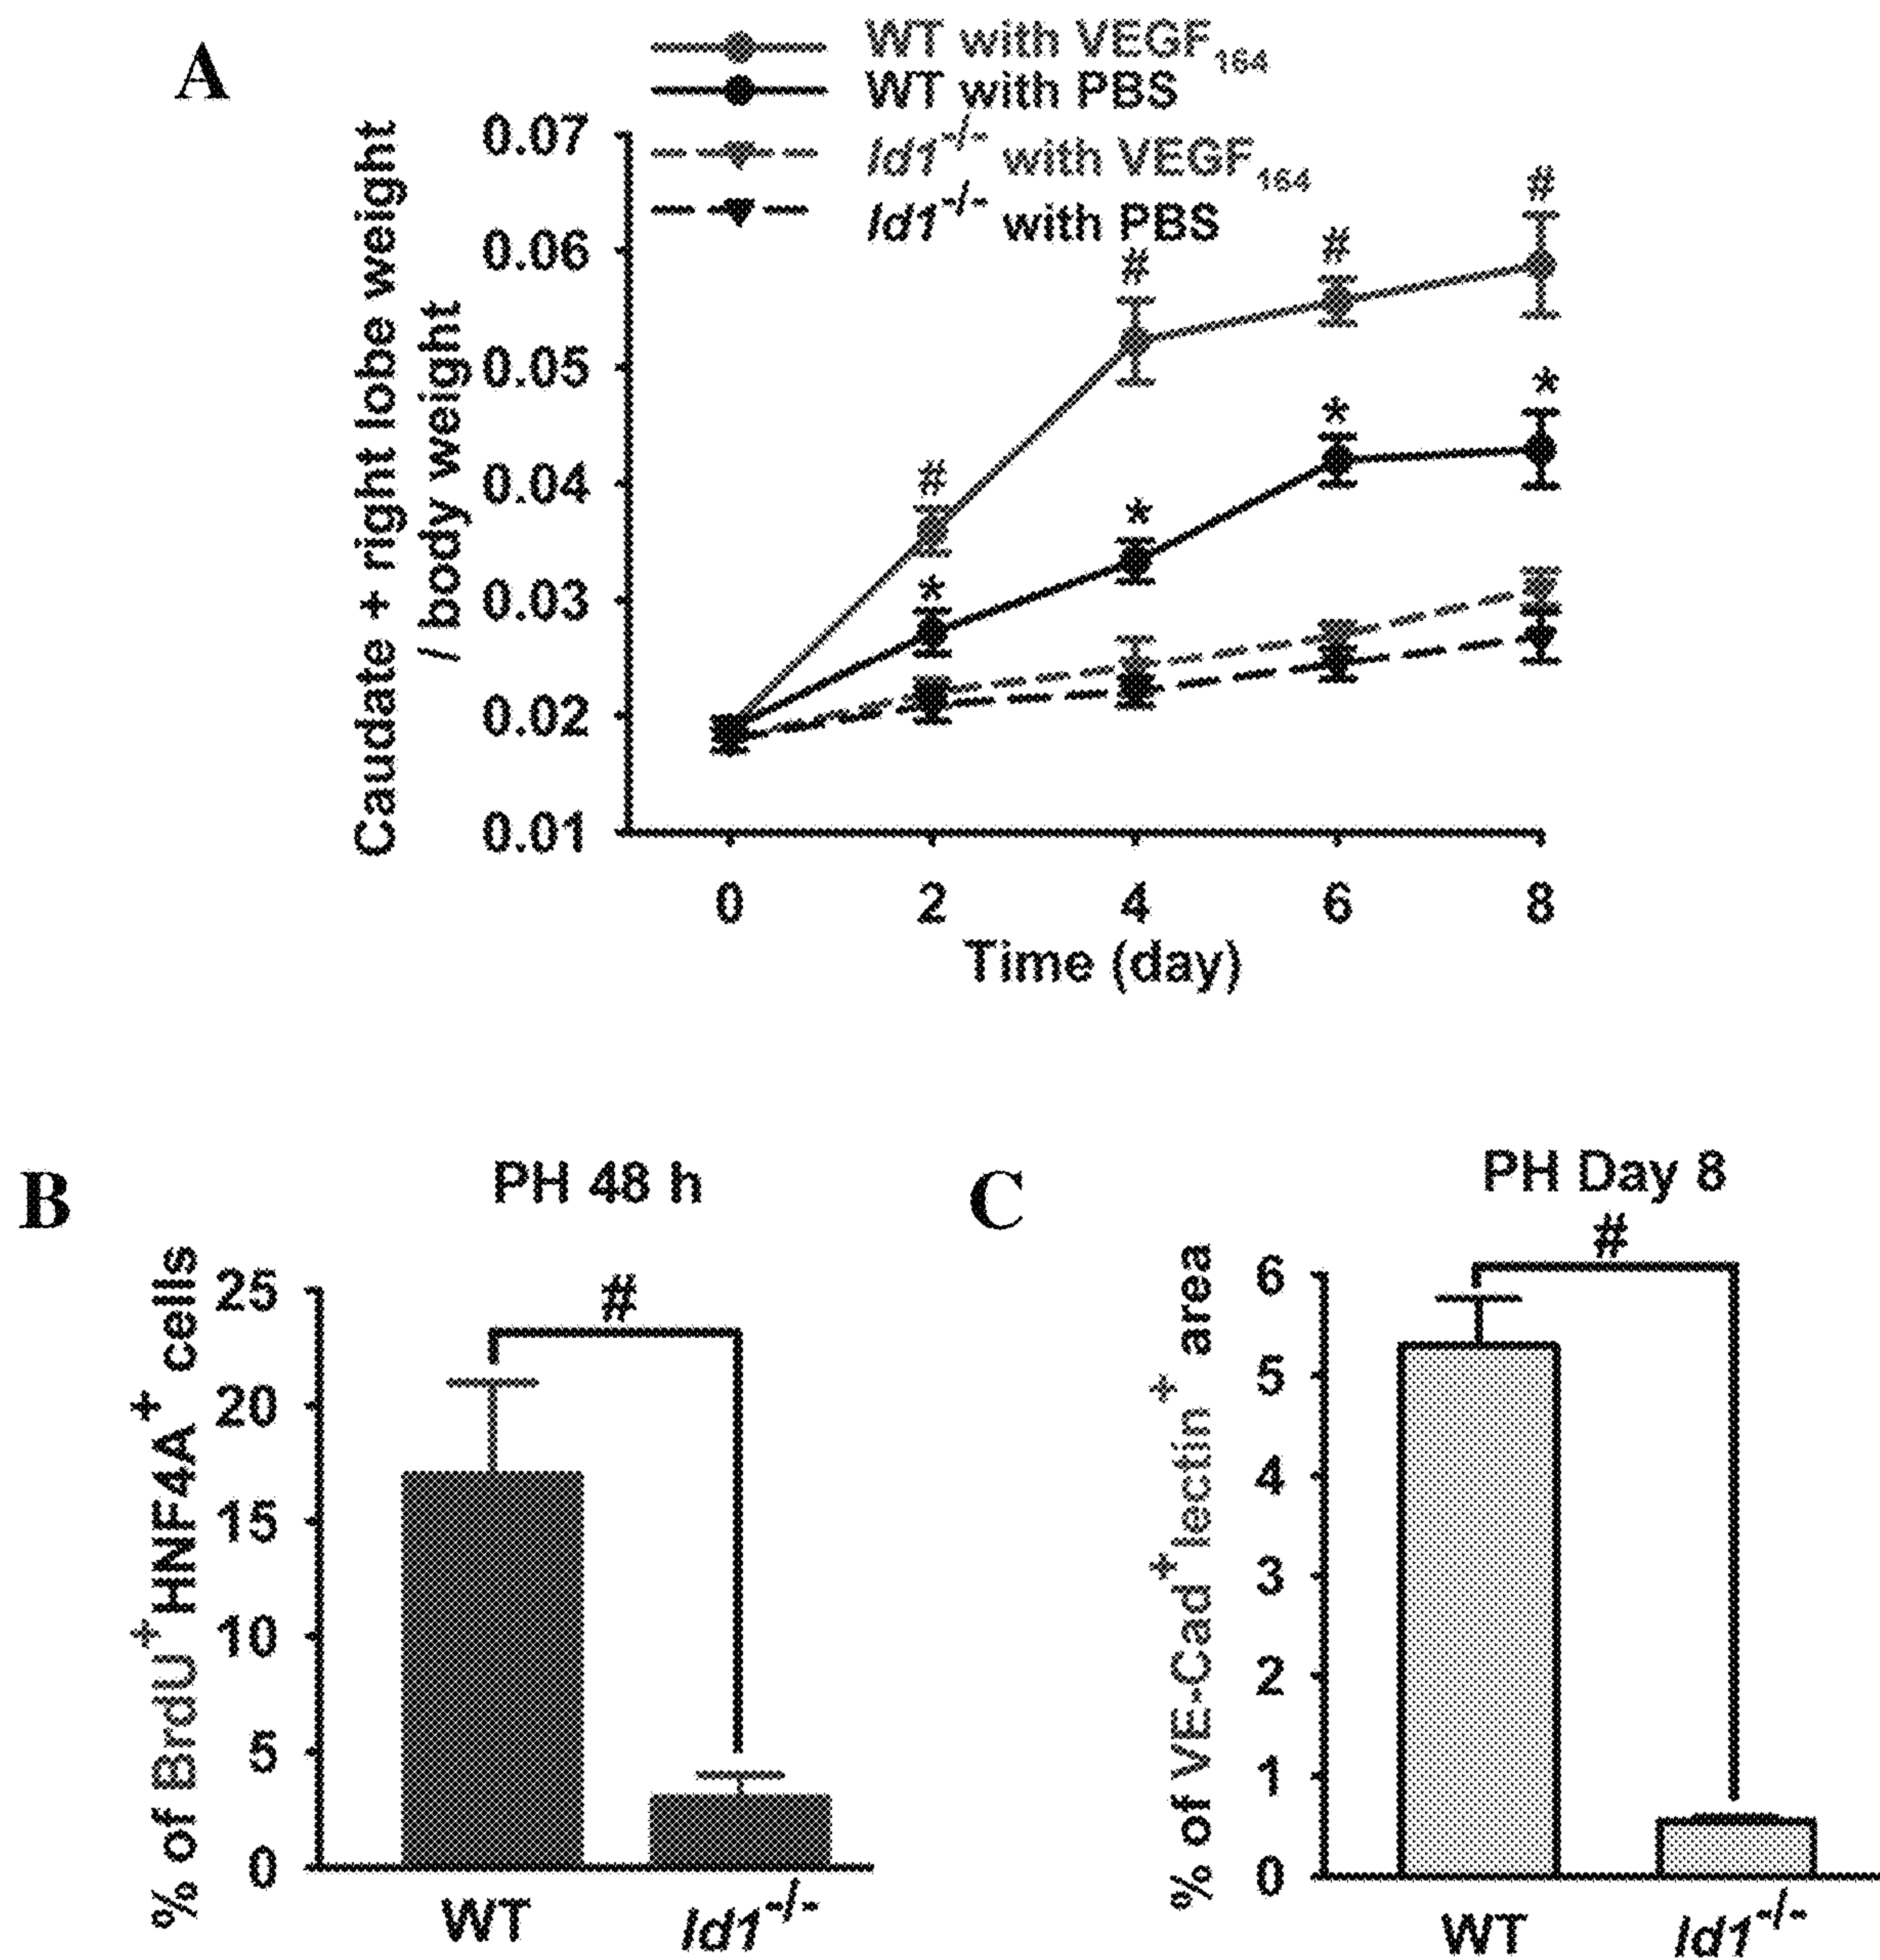 A
WT with VEGF164
WT with PBS
Id1-/- with VEGF164
Id1-/- with PBS
Caudate + right lobe weight
/ body weight
0.07
0.06
0.05
0.04
0.03
0.02
0.01
# # # #
* * * *
0 2 4 6 8
Time (day)
B
PH 48 h
% of BrdU+HNF4A+ cells
25
20
15
10
5
0
#
WT Id1-/-
C
PH Day 8
% of VE-Cad+lectin+ area
6
5
4
3
2
1
0
#
WT Id1-/-